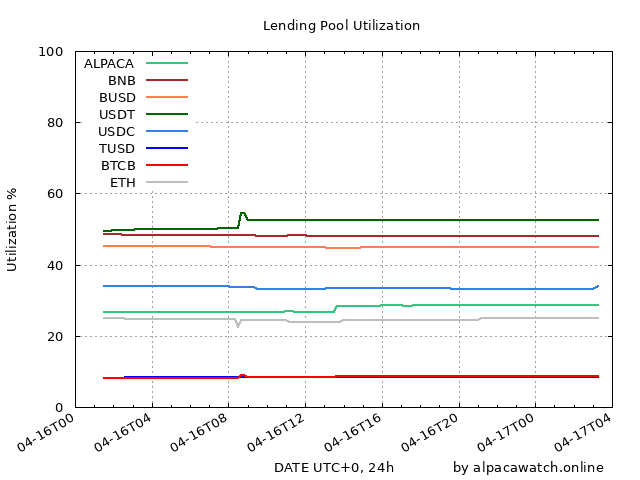 Lending Pool Utilization
100
80
60
40
20
0
Utilization %
ALPACA
BNB
BUSD
USDT
USDC
TUSD
BTCB
ETH
04-16T00
04-16T04
04-16T08
04-16T12
04-16T16
04-16T20
04-17T00
04-17T04
DATE UTC+0, 24h
by alpacawatch.online